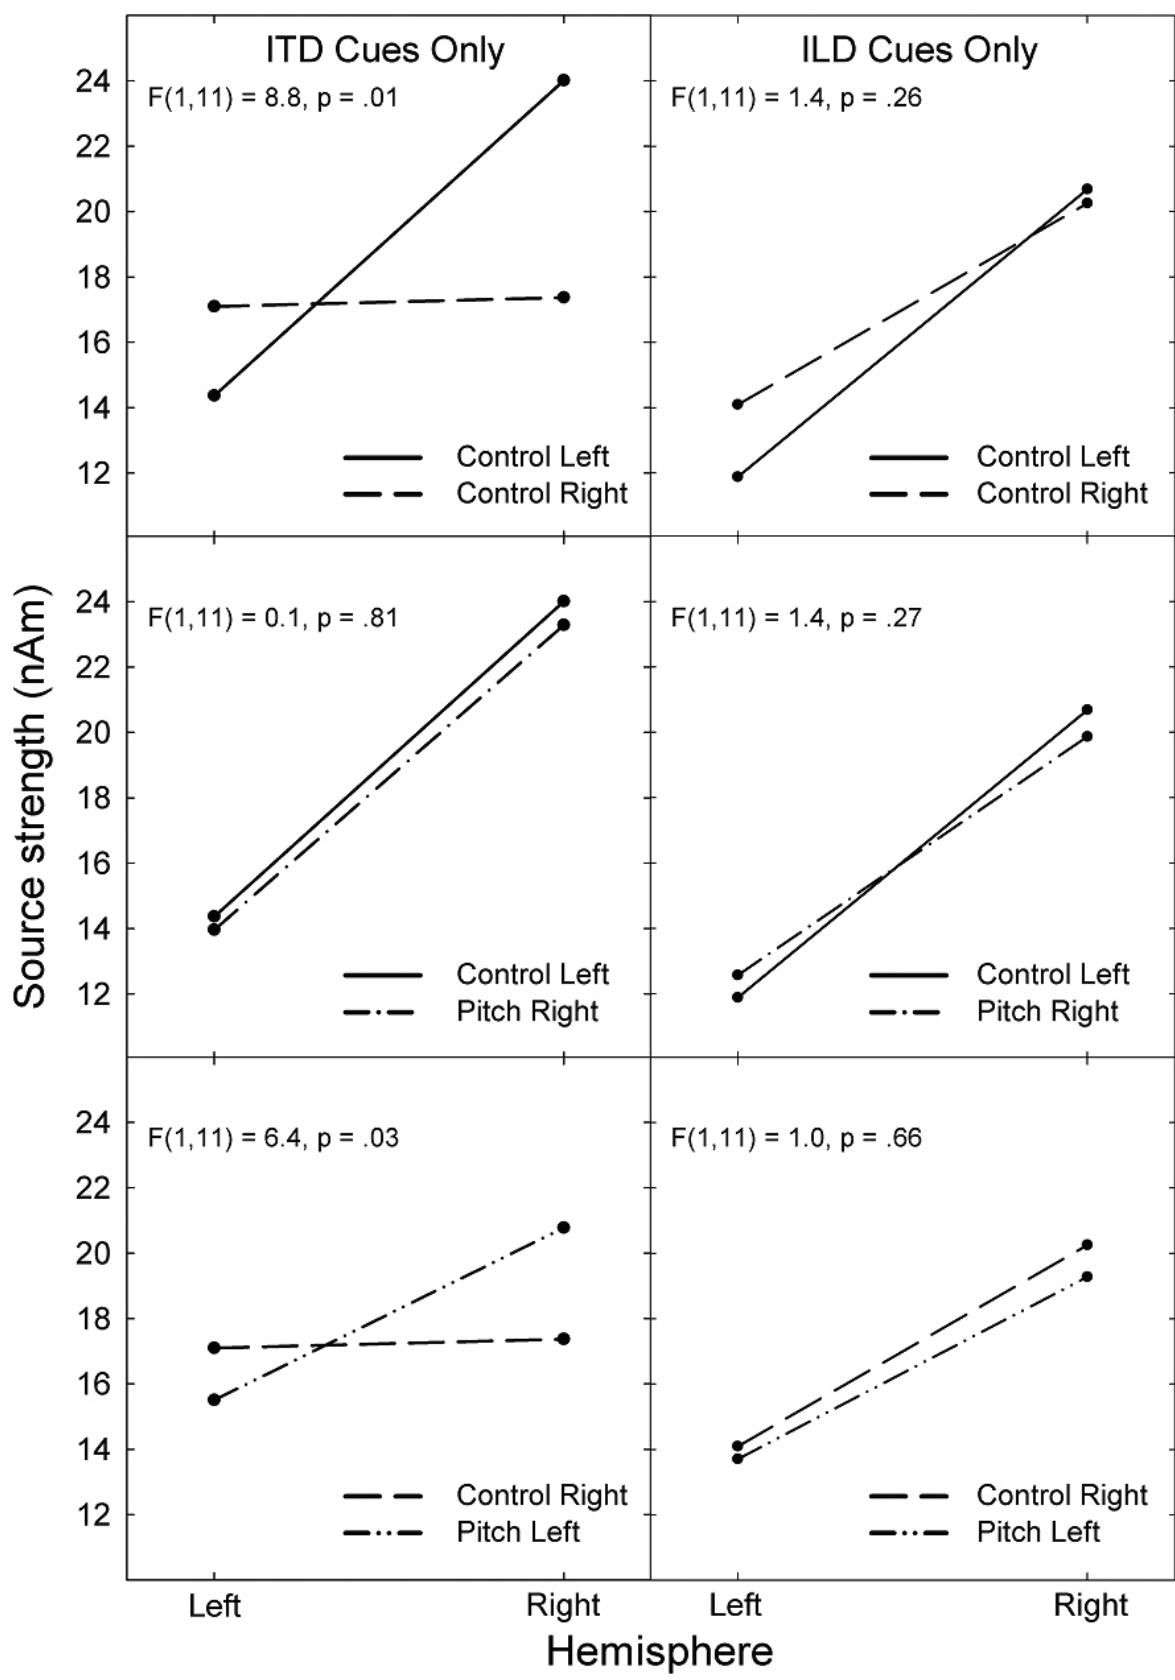 ITD Cues Only
F(1,11) = 8.8, p = .01
24
22
20
18
16
14
12
Control Left
Control Right
ILD Cues Only
F(1,11) = 1.4, p = .26
Control Left
Control Right
Source strength (nAm)
F(1,11) = 0.1, p = .81
24
22
20
18
16
14
12
Control Left
Pitch Right
F(1,11) = 1.4, p = .27
Control Left
Pitch Right
F(1,11) = 6.4, p = .03
24
22
20
18
16
14
12
Control Right
Pitch Left
F(1,11) = 1.0, p = .66
Control Right
Pitch Left
Left Right Left Right
Hemisphere